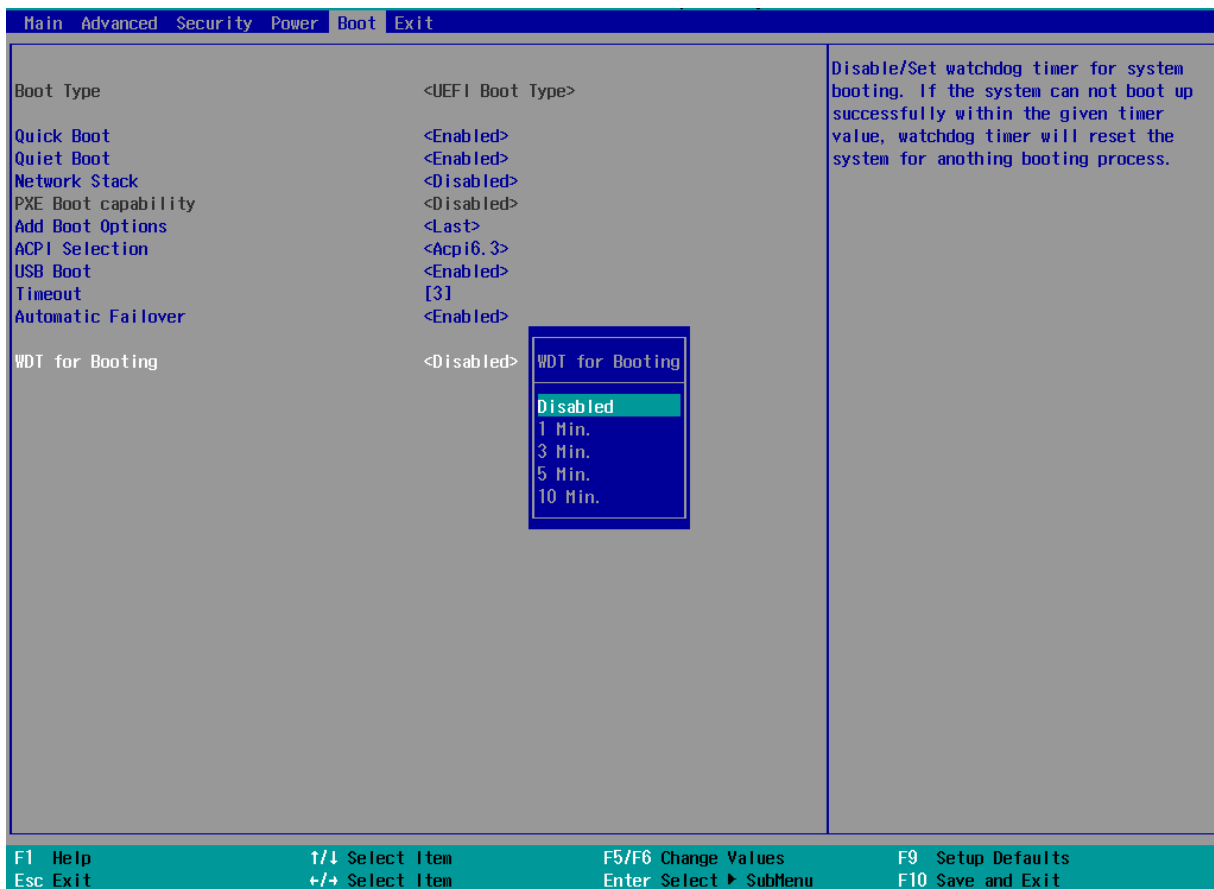 Main Advanced Security Power Boot Exit
Boot Type <UEFI Boot Type>
Quick Boot <Enabled>
Quiet Boot <Enabled>
Network Stack <Disabled>
PXE Boot capability <Disabled>
Add Boot Options <Last>
ACPI Selection <Acpi6.3>
USB Boot <Enabled>
Timeout [3]
Automatic Failover <Enabled>
WDT for Booting <Disabled>
WDT for Booting
Disabled
1 Min.
3 Min.
5 Min.
10 Min.
Disable/Set watchdog timer for system
booting. If the system can not boot up
successfully within the given timer
value, watchdog timer will reset the
system for anothing booting process.
F1 Help ↑/↓ Select Item F5/F6 Change Values F9 Setup Defaults
Esc Exit ←/→ Select Item Enter Select ▶ SubMenu F10 Save and Exit